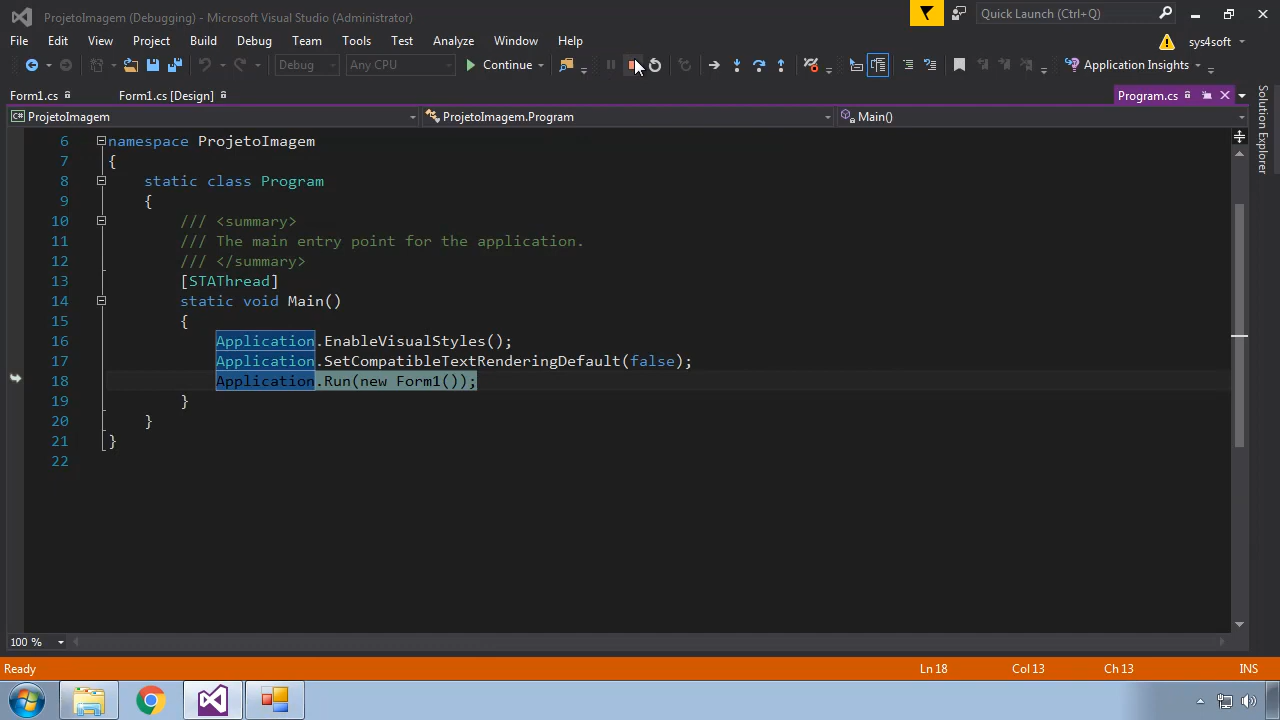 ProjetoImagem (Debugging) - Microsoft Visual Studio (Administrator)
Quick Launch (Ctrl+Q)
File Edit View Project Build Debug Team Tools Test Analyze Window Help
sys4soft
Debug Any CPU Continue Application Insights
Form1.cs Form1.cs [Design] Program.cs
ProjetoImagem ProjetoImagem.Program Main()
Solution Explorer
6 namespace ProjetoImagem
7 {
8 static class Program
9 {
10 /// <summary>
11 /// The main entry point for the application.
12 /// </summary>
13 [STAThread]
14 static void Main()
15 {
16 Application.EnableVisualStyles();
17 Application.SetCompatibleTextRenderingDefault(false);
18 Application.Run(new Form1());
19 }
20 }
21 }
22
100 %
Ready Ln 18 Col 13 Ch 13 INS